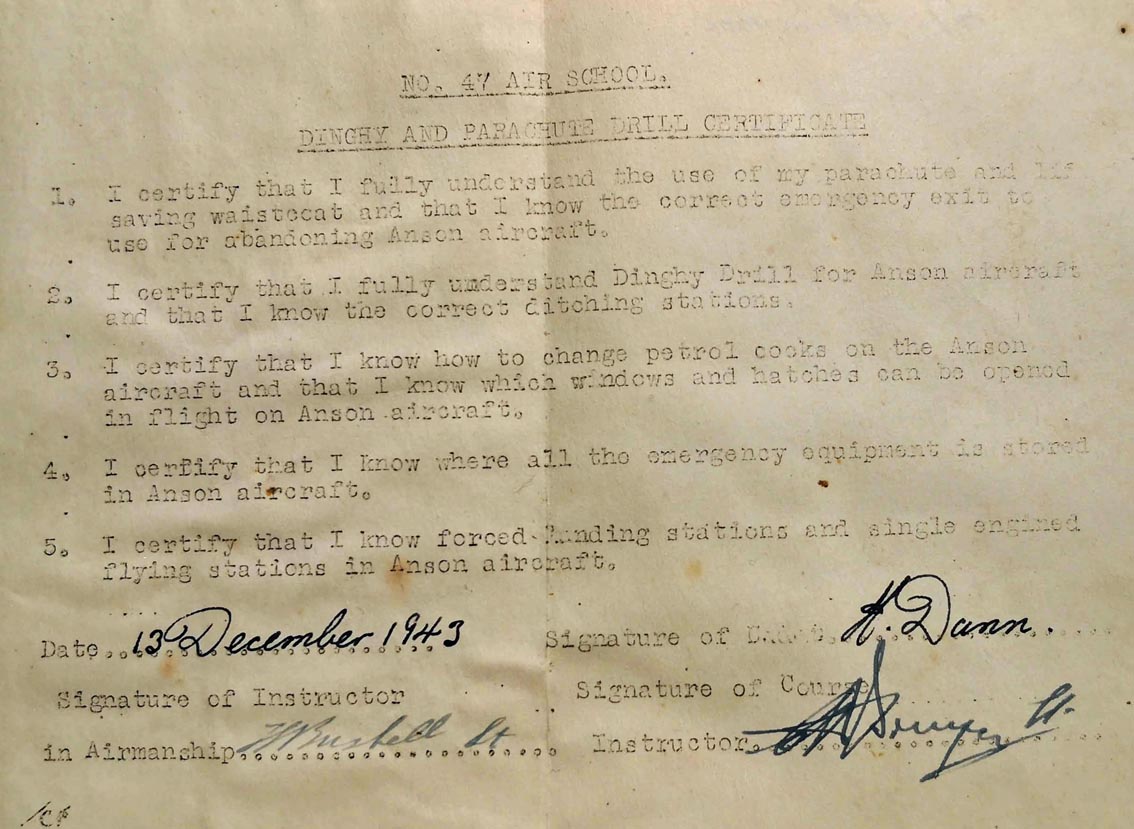 NO. 47 AIR SCHOOL.
DINGHY AND PARACHUTE DRILL CERTIFICATE
1. I certify that I fully understand the use of my parachute and lif
saving waistcoat and that I know the correct emergency exit to
use for abandoning Anson aircraft.
2. I certify that I fully understand Dinghy Drill for Anson aircraft
and that I know the correct ditching stations.
3. I certify that I know how to change petrol cocks on the Anson
aircraft and that I know which windows and hatches can be opened
in flight on Anson aircraft.
4. I cerfify that I know where all the emergency equipment is stored
in Anson aircraft.
5. I certify that I know forced landing stations and single engined
flying stations in Anson aircraft.
Date 13 December 1943 Signature of H. Dann.
Signature of Instructor Signature of Course
in Airmanship Lt Instructor Lt.